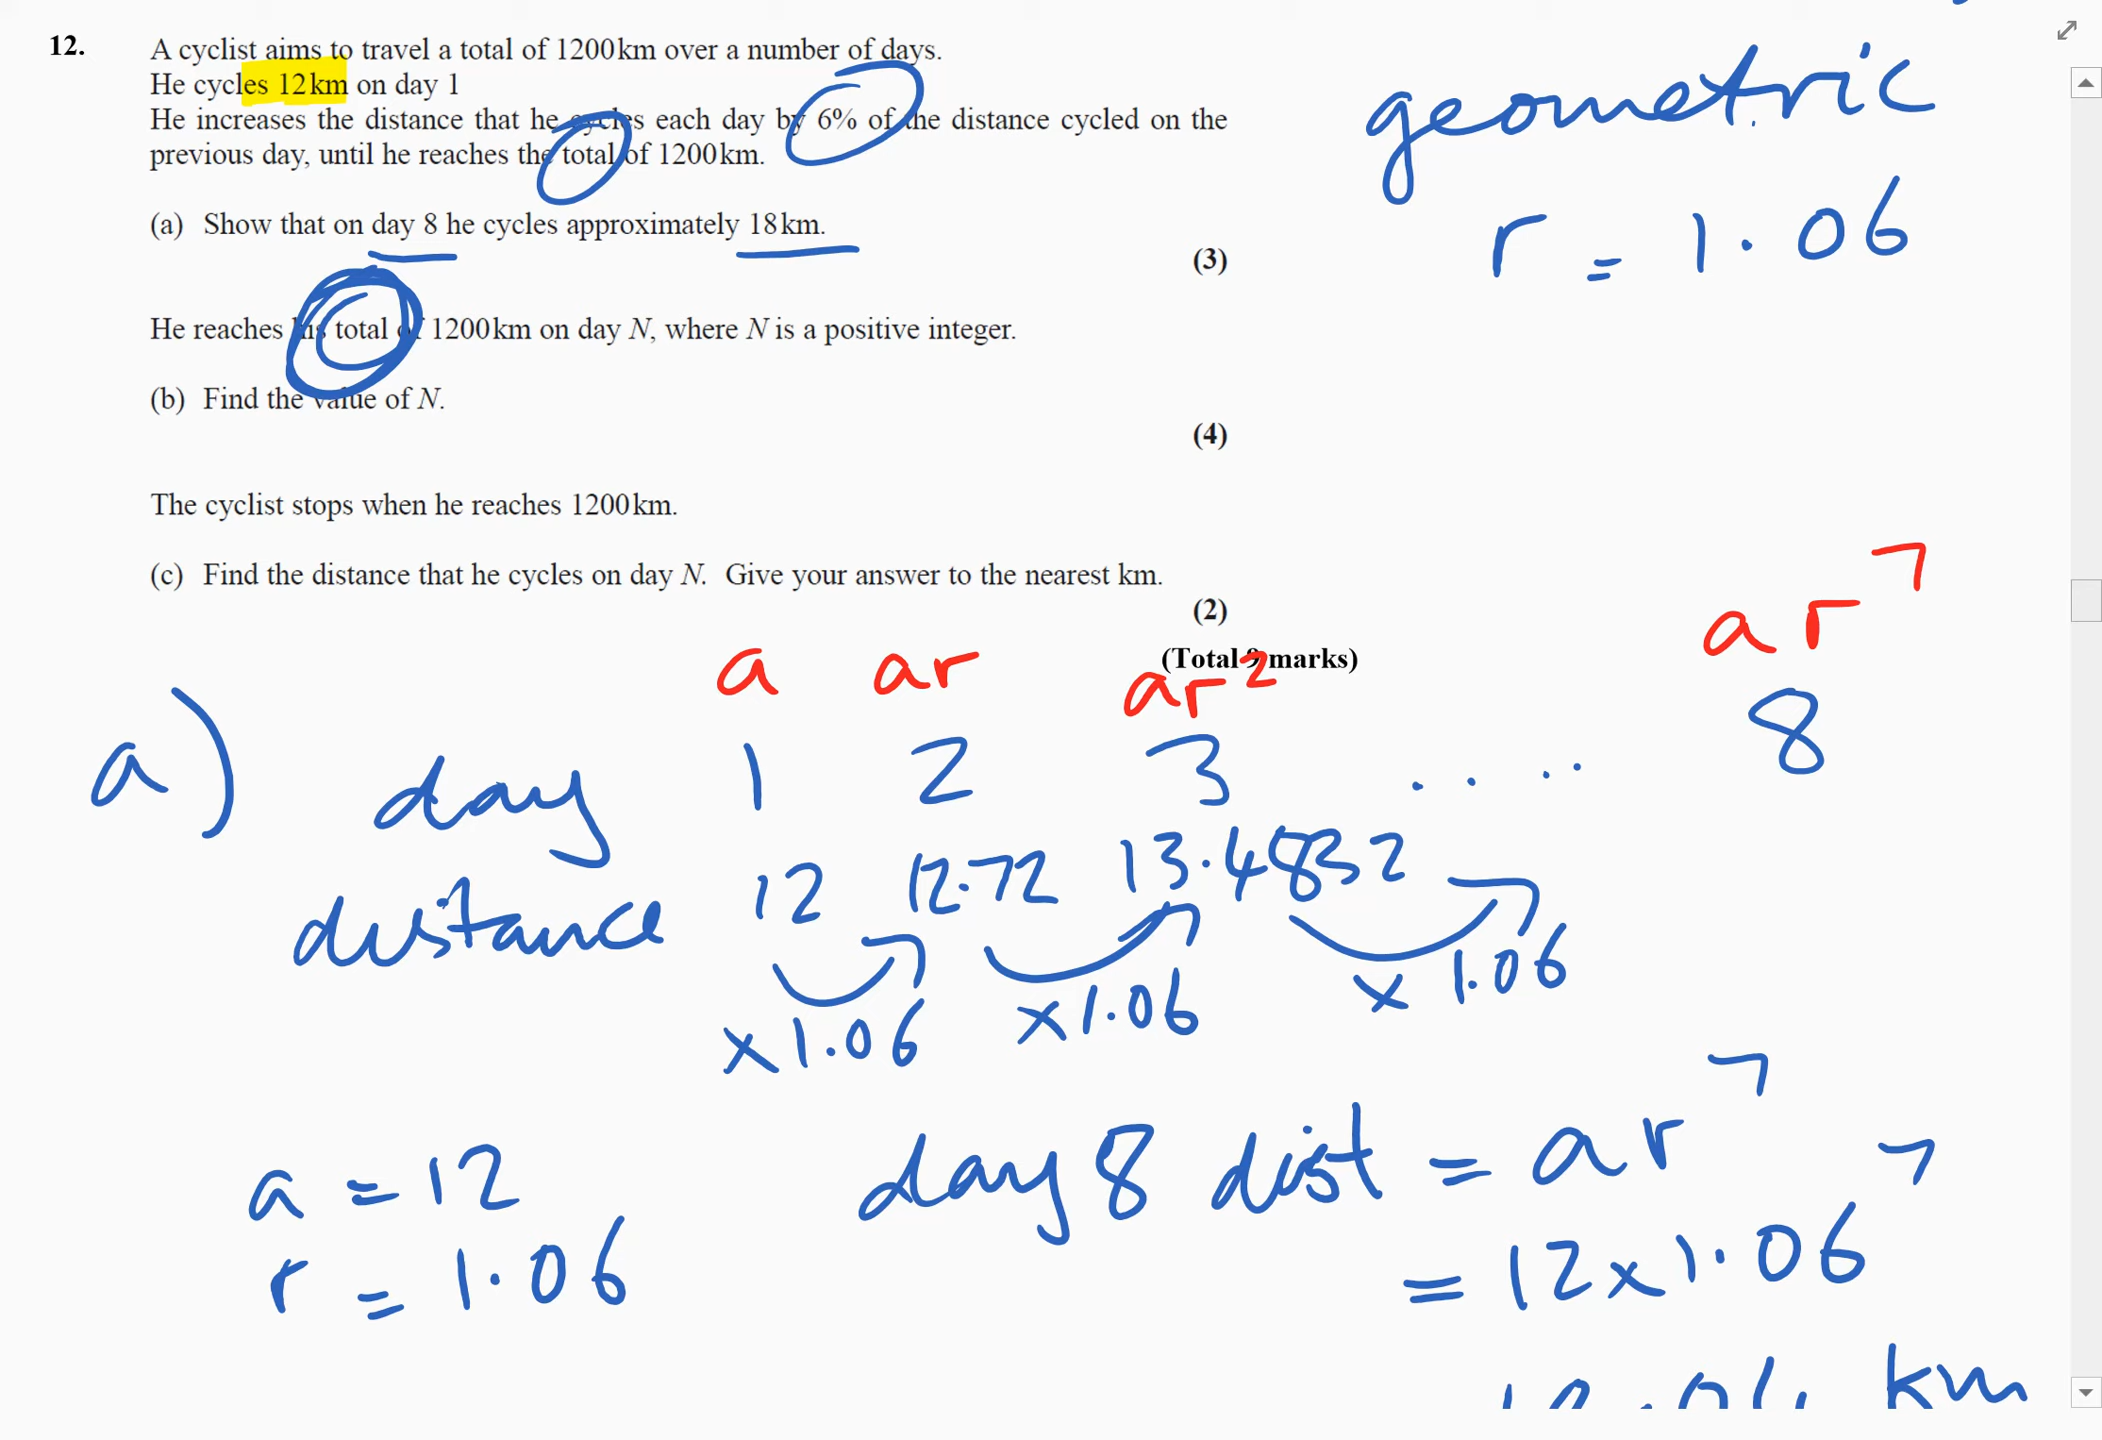 12. A cyclist aims to travel a total of 1200 km over a number of days.
He cycles 12 km on day 1
He increases the distance that he cycles each day by 6% of the distance cycled on the
previous day, until he reaches the total of 1200 km.
(a) Show that on day 8 he cycles approximately 18 km.
(3)
He reaches his total of 1200 km on day N, where N is a positive integer.
(b) Find the value of N.
(4)
The cyclist stops when he reaches 1200 km.
(c) Find the distance that he cycles on day N. Give your answer to the nearest km.
(2)
(Total 9 marks)
geometric
r = 1.06
a ar ar² ar⁷
a) day 1 2 3 .... 8
distance 12 12.72 13.4832
×1.06 ×1.06 × 1.06
a = 12
r = 1.06
day 8 dist = ar⁷
= 12×1.06⁷
km